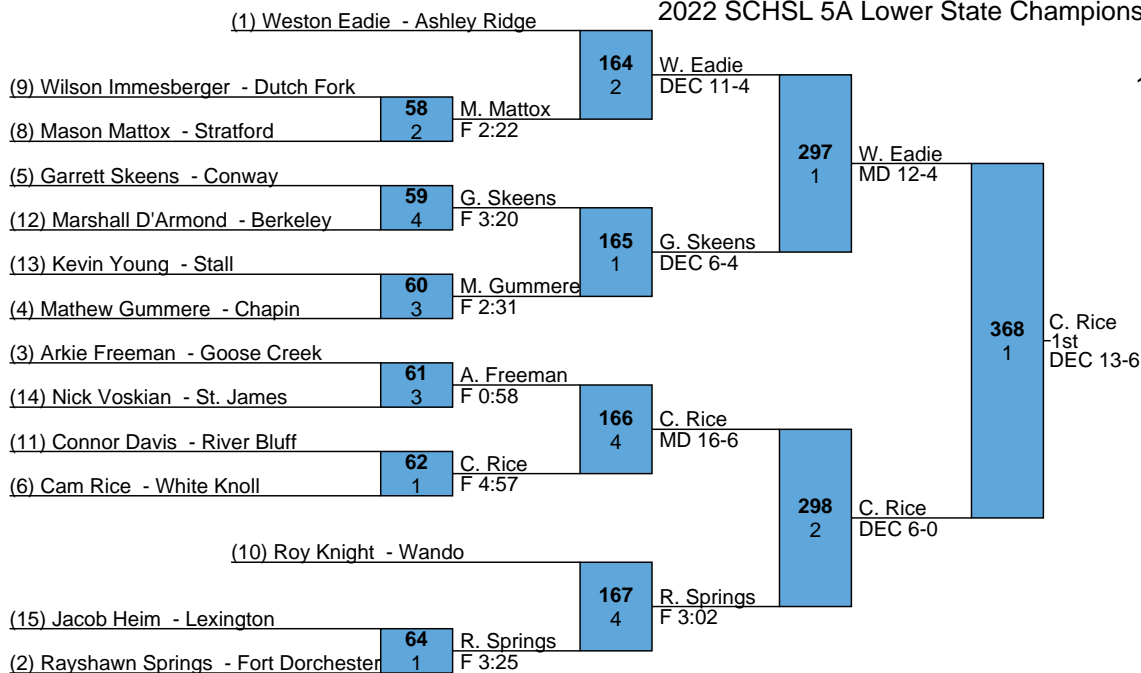 2022 SCHSL 5A Lower State Champions
(1) Weston Eadie - Ashley Ridge
164
2
W. Eadie
DEC 11-4
(9) Wilson Immesberger - Dutch Fork
58
2
M. Mattox
F 2:22
(8) Mason Mattox - Stratford
297
1
W. Eadie
MD 12-4
(5) Garrett Skeens - Conway
59
4
G. Skeens
F 3:20
(12) Marshall D'Armond - Berkeley
165
1
G. Skeens
DEC 6-4
(13) Kevin Young - Stall
60
3
M. Gummere
F 2:31
(4) Mathew Gummere - Chapin
368
1
C. Rice
1st
DEC 13-6
(3) Arkie Freeman - Goose Creek
61
3
A. Freeman
F 0:58
(14) Nick Voskian - St. James
166
4
C. Rice
MD 16-6
(11) Connor Davis - River Bluff
62
1
C. Rice
F 4:57
(6) Cam Rice - White Knoll
298
2
C. Rice
DEC 6-0
(10) Roy Knight - Wando
167
4
R. Springs
F 3:02
(15) Jacob Heim - Lexington
64
1
R. Springs
F 3:25
(2) Rayshawn Springs - Fort Dorchester